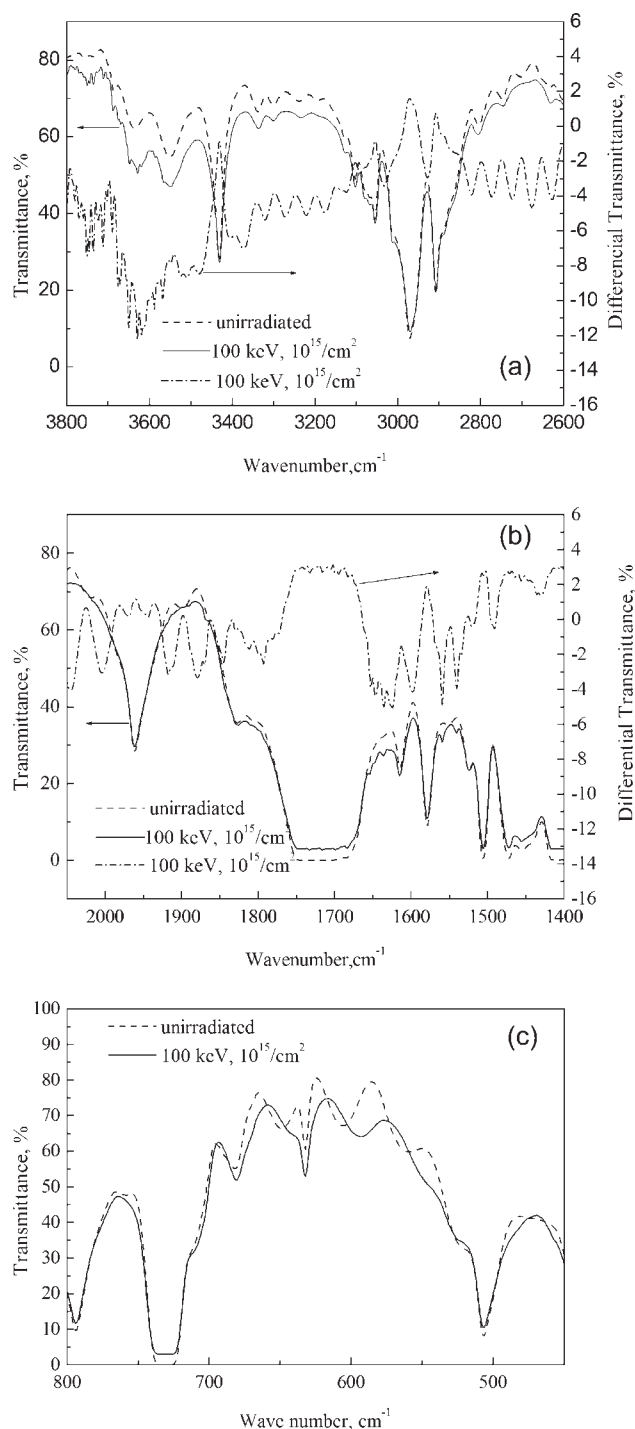 6
80
4
2
60
0
-2
40
-4
-6
20
-8
-10
0
-12
-14
-16
Transmittance, %
Differencial Transmittance, %
unirradiated
100 keV, 10¹⁵/cm²
100 keV, 10¹⁵/cm²
(a)
3800 3600 3400 3200 3000 2800 2600
Wavenumber,cm⁻¹
6
80
4
2
60
0
-2
40
-4
-6
20
-8
-10
0
-12
-14
-16
Transmittance, %
Differential Transmittance, %
(b)
unirradiated
100 keV, 10¹⁵/cm
100 keV, 10¹⁵/cm
2000 1900 1800 1700 1600 1500 1400
Wavenumber,cm⁻¹
100
90
80
70
60
50
40
30
20
10
0
Transmittance, %
unirradiated
100 keV, 10¹⁵/cm²
(c)
800 700 600 500
Wave number, cm⁻¹